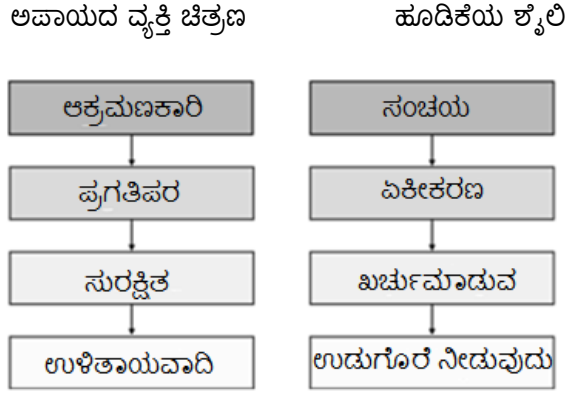 ಅಪಾಯದ ವ್ಯಕ್ತಿ ಚಿತ್ರಣ
ಹೂಡಿಕೆಯ ಶೈಲಿ
ಆಕ್ರಮಣಕಾರಿ
ಸಂಚಯ
ಪ್ರಗತಿಪರ
ಏಕೀಕರಣ
ಸುರಕ್ಷಿತ
ಖರ್ಚುಮಾಡುವ
ಉಳಿತಾಯವಾದಿ
ಉಡುಗೊರೆ ನೀಡುವುದು